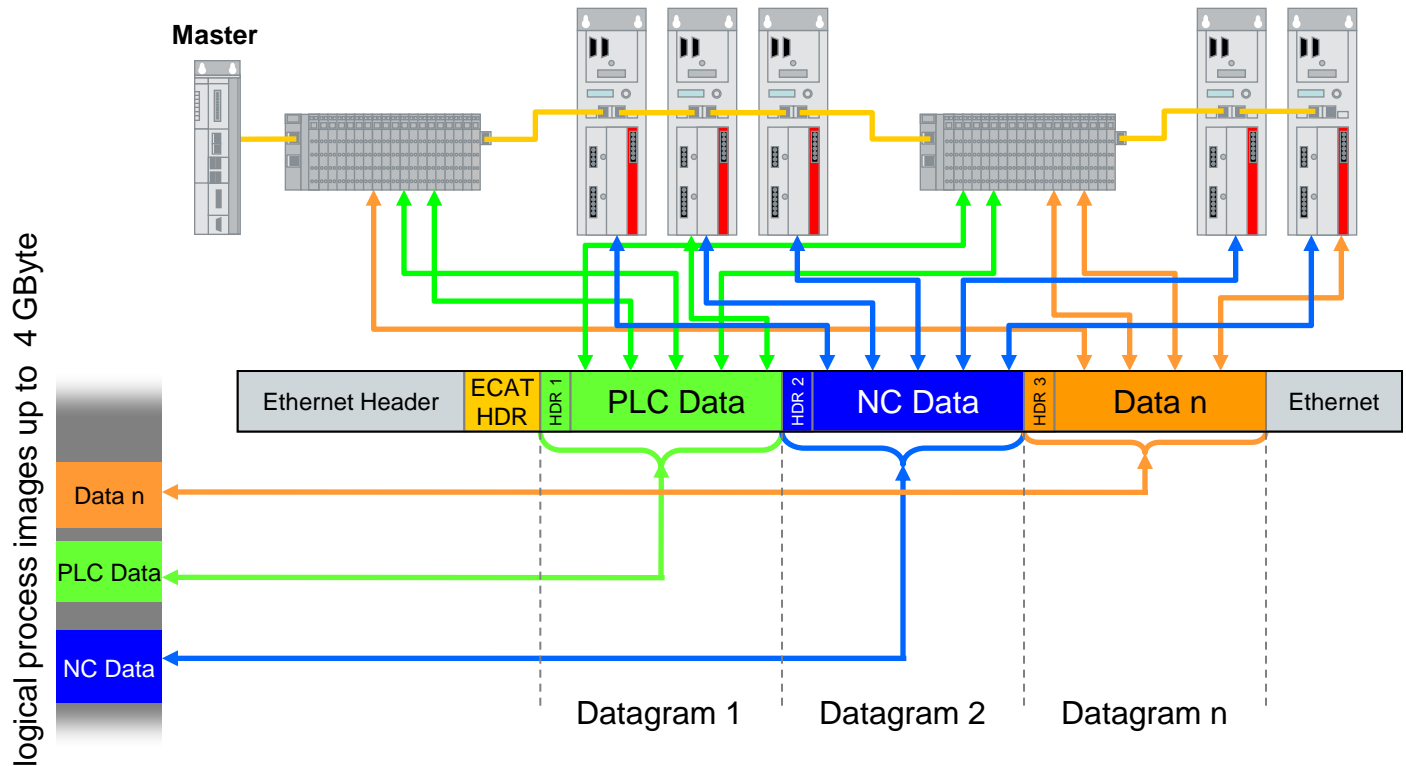 Master
logical process images up to 4 GByte
Ethernet Header
ECAT
HDR
HDR 1
PLC Data
HDR 2
NC Data
HDR 3
Data n
Ethernet
Data n
PLC Data
NC Data
Datagram 1
Datagram 2
Datagram n